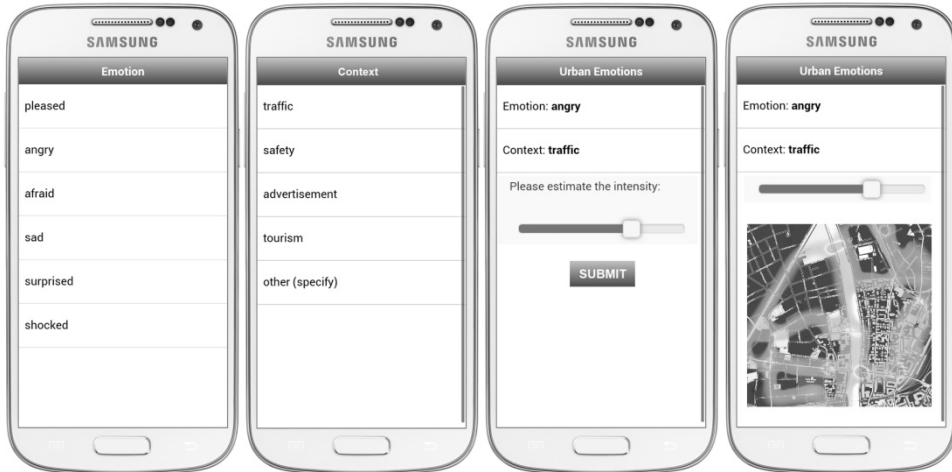 SAMSUNG
Emotion
pleased
angry
afraid
sad
surprised
shocked
SAMSUNG
Context
traffic
safety
advertisement
tourism
other (specify)
SAMSUNG
Urban Emotions
Emotion: angry
Context: traffic
Please estimate the intensity:
SUBMIT
SAMSUNG
Urban Emotions
Emotion: angry
Context: traffic